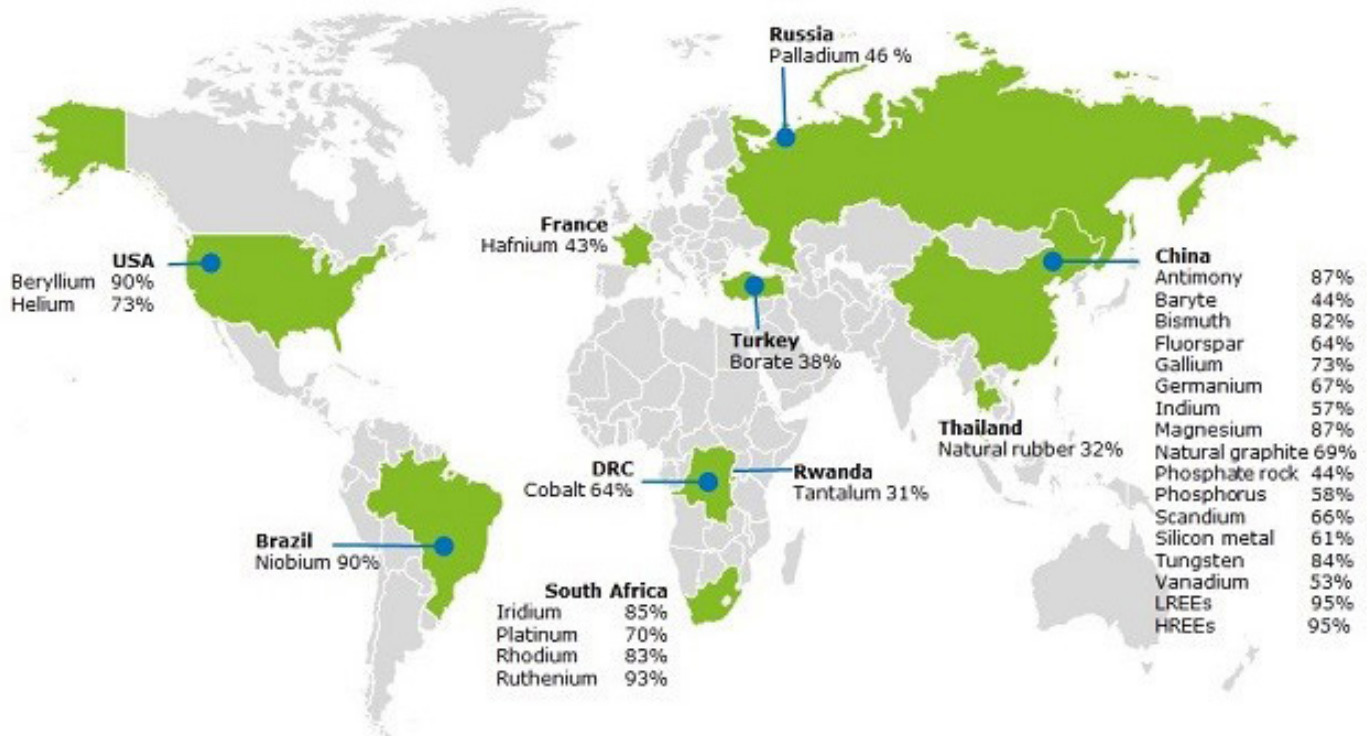 Russia
Palladium 46 %
France
Hafnium 43%
USA
Beryllium 90%
Helium 73%
Turkey
Borate 38%
China
Antimony 87%
Baryte 44%
Bismuth 82%
Fluorspar 64%
Gallium 73%
Germanium 67%
Indium 57%
Magnesium 87%
Natural graphite 69%
Phosphate rock 44%
Phosphorus 58%
Scandium 66%
Silicon metal 61%
Tungsten 84%
Vanadium 53%
LREEs 95%
HREEs 95%
Thailand
Natural rubber 32%
DRC
Cobalt 64%
Rwanda
Tantalum 31%
Brazil
Niobium 90%
South Africa
Iridium 85%
Platinum 70%
Rhodium 83%
Ruthenium 93%